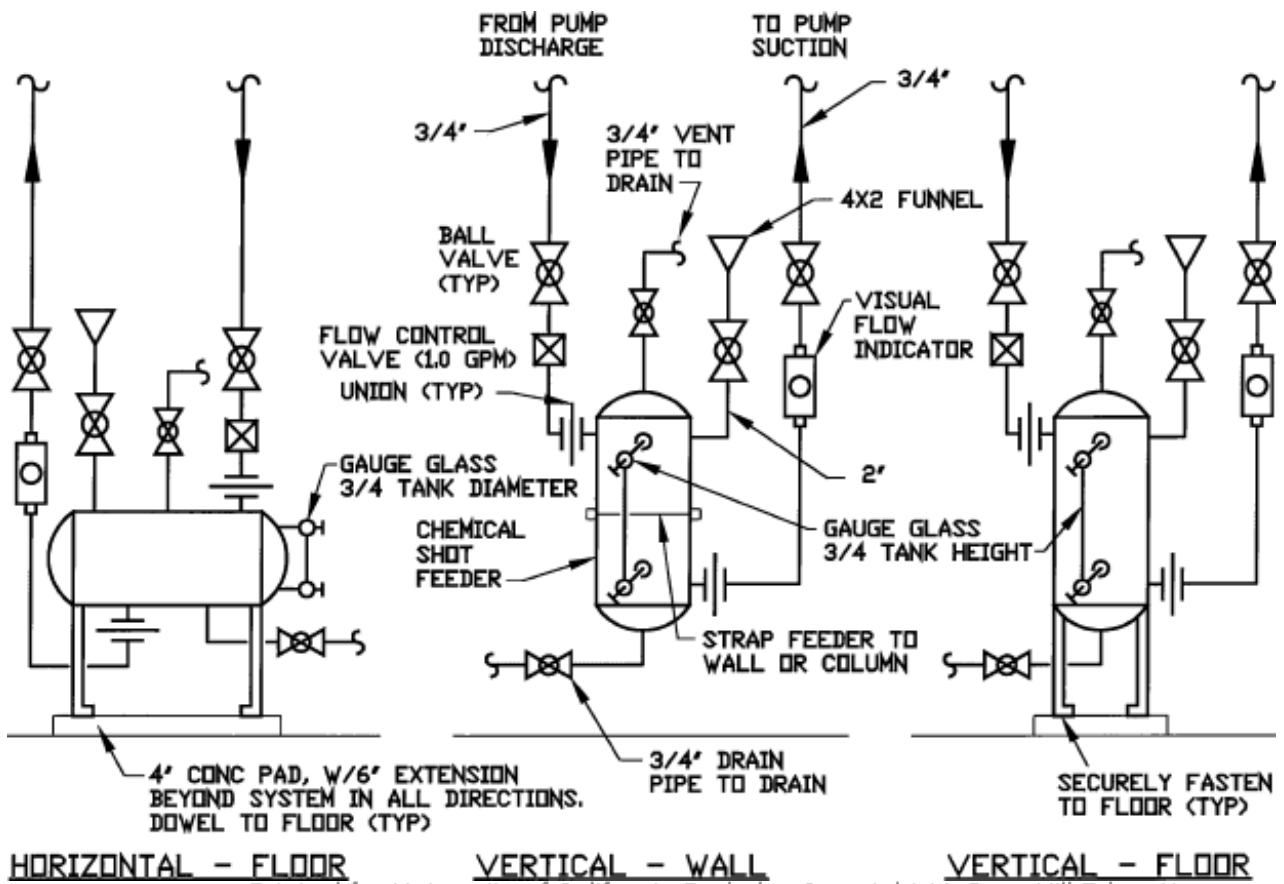 FROM PUMP
DISCHARGE
TO PUMP
SUCTION
3/4"
3/4"
3/4" VENT
PIPE TO
DRAIN
4X2 FUNNEL
BALL
VALVE
(TYP)
VISUAL
FLOW
INDICATOR
FLOW CONTROL
VALVE (1.0 GPM)
UNION (TYP)
GAUGE GLASS
3/4 TANK DIAMETER
2"
CHEMICAL
SHOT
FEEDER
GAUGE GLASS
3/4 TANK HEIGHT
STRAP FEEDER TO
WALL OR COLUMN
3/4" DRAIN
PIPE TO DRAIN
4" CONC PAD, W/6" EXTENSION
BEYOND SYSTEM IN ALL DIRECTIONS.
DOWEL TO FLOOR (TYP)
SECURELY FASTEN
TO FLOOR (TYP)
HORIZONTAL - FLOOR
VERTICAL - WALL
VERTICAL - FLOOR